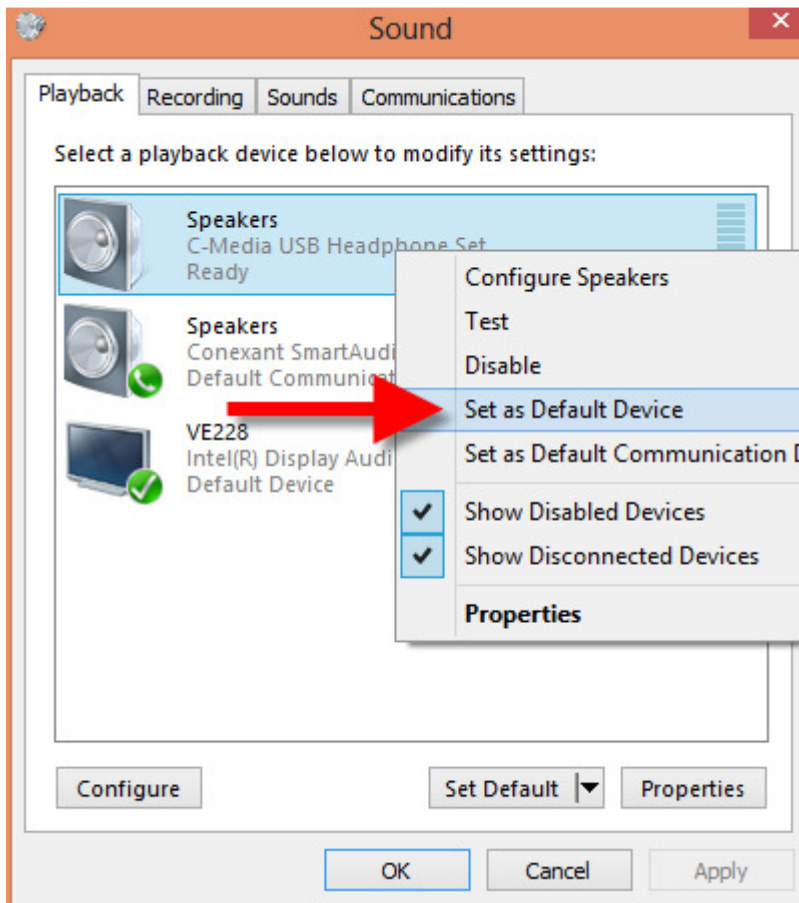 Sound
Playback Recording Sounds Communications
Select a playback device below to modify its settings:
Speakers
C-Media USB Headphone Set
Ready
Speakers
Conexant SmartAudi
Default Communicat
VE228
Intel(R) Display Audi
Default Device
Configure Speakers
Test
Disable
Set as Default Device
Set as Default Communication D
Show Disabled Devices
Show Disconnected Devices
Properties
Configure Set Default Properties
OK Cancel Apply